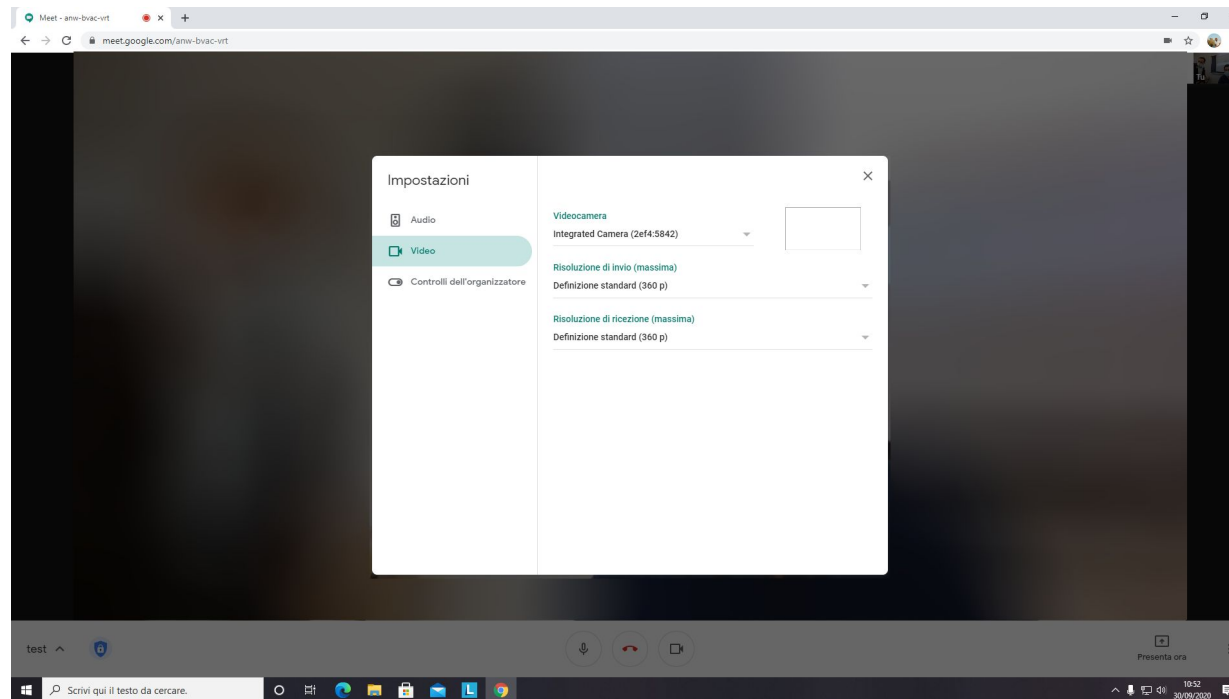 Meet - anw-bvac-vrt
meet.google.com/anw-bvac-vrt
Tu
Impostazioni
Audio
Video
Controlli dell'organizzatore
Videocamera
Integrated Camera (2ef4:5842)
Risoluzione di invio (massima)
Definizione standard (360 p)
Risoluzione di ricezione (massima)
Definizione standard (360 p)
test
Presenta ora
Scrivi qui il testo da cercare.
L
10:52
30/09/2020